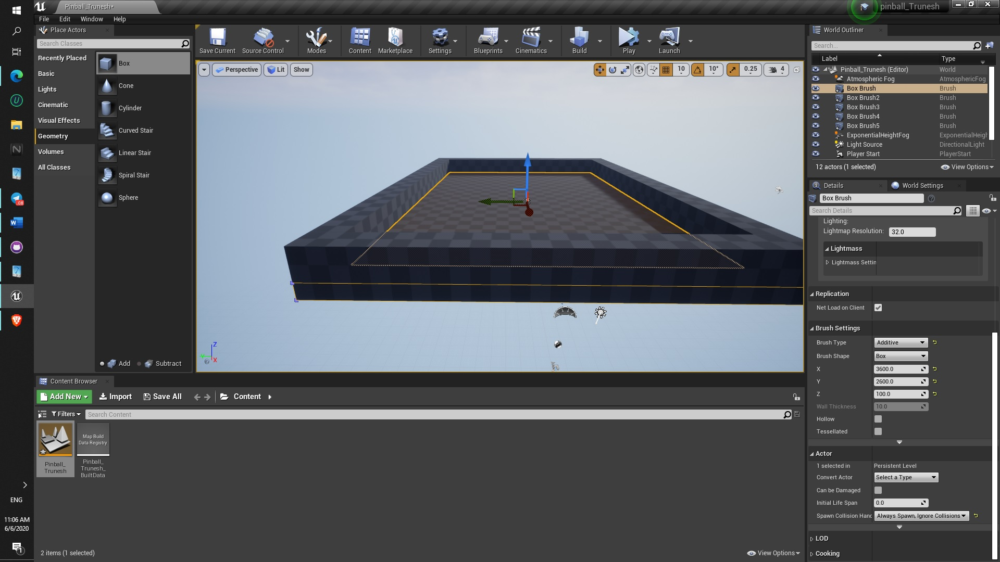 Pinball_Trunesh*
pinball_Trunesh
File Edit Window Help
Place Actors
Search Classes
Recently Placed
Basic
Lights
Cinematic
Visual Effects
Geometry
Volumes
All Classes
Box
Cone
Cylinder
Curved Stair
Linear Stair
Spiral Stair
Sphere
Add Subtract
Save Current Source Control Modes Content Marketplace Settings Blueprints Cinematics Build Play Launch
Perspective Lit Show
10 10° 0.25 4
Z
X
World Outliner
Search...
Label Type
Pinball_Trunesh (Editor) World
Atmospheric Fog AtmosphericFog
Box Brush Brush
Box Brush2 Brush
Box Brush3 Brush
Box Brush4 Brush
Box Brush5 Brush
ExponentialHeightFog ExponentialHeigh
Light Source DirectionalLight
Player Start PlayerStart
12 actors (1 selected) View Options
Details World Settings
Box Brush
Search Details
Lighting:
Lightmap Resolution: 32.0
Lightmass
Lightmass Settin
Replication
Net Load on Client
Brush Settings
Brush Type Additive
Brush Shape Box
X 3600.0
Y 2600.0
Z 100.0
Wall Thickness 10.0
Hollow
Tessellated
Actor
1 selected in Persistent Level
Convert Actor Select a Type
Can be Damaged
Initial Life Span 0.0
Spawn Collision Hand Always Spawn, Ignore Collisions
LOD
Cooking
Content Browser
Add New Import Save All Content
Filters Search Content
Pinball_
Trunesh
Map Build
Data Registry
Pinball_
Trunesh_
BuiltData
2 items (1 selected) View Options
.08
ENG
11:06 AM
6/6/2020
1